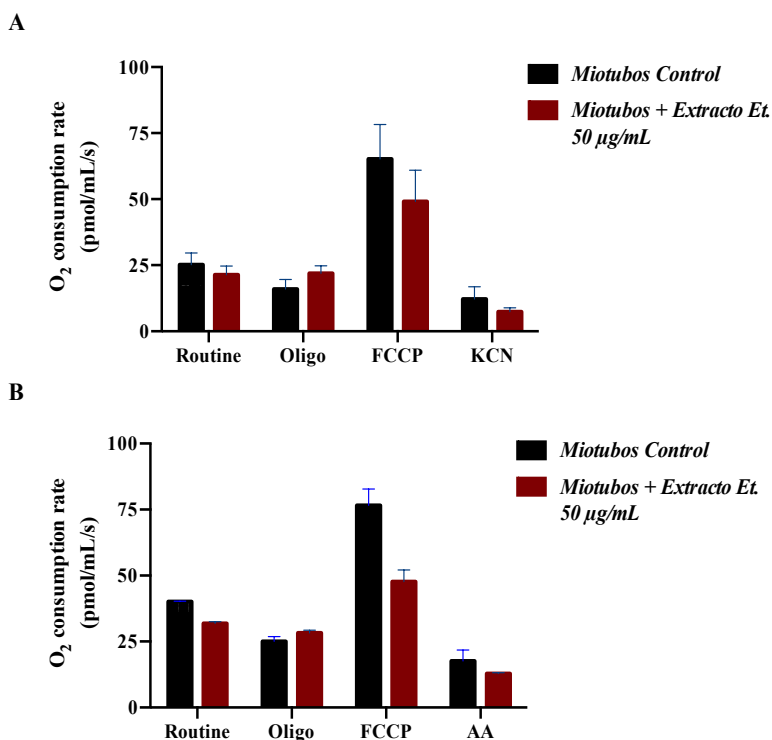 A
O2 consumption rate
(pmol/mL/s)
100
75
50
25
0
Routine Oligo FCCP KCN
Miotubos Control
Miotubos + Extracto Et.
50 µg/mL
B
O2 consumption rate
(pmol/mL/s)
100
75
50
25
0
Routine Oligo FCCP AA
Miotubos Control
Miotubos + Extracto Et.
50 µg/mL